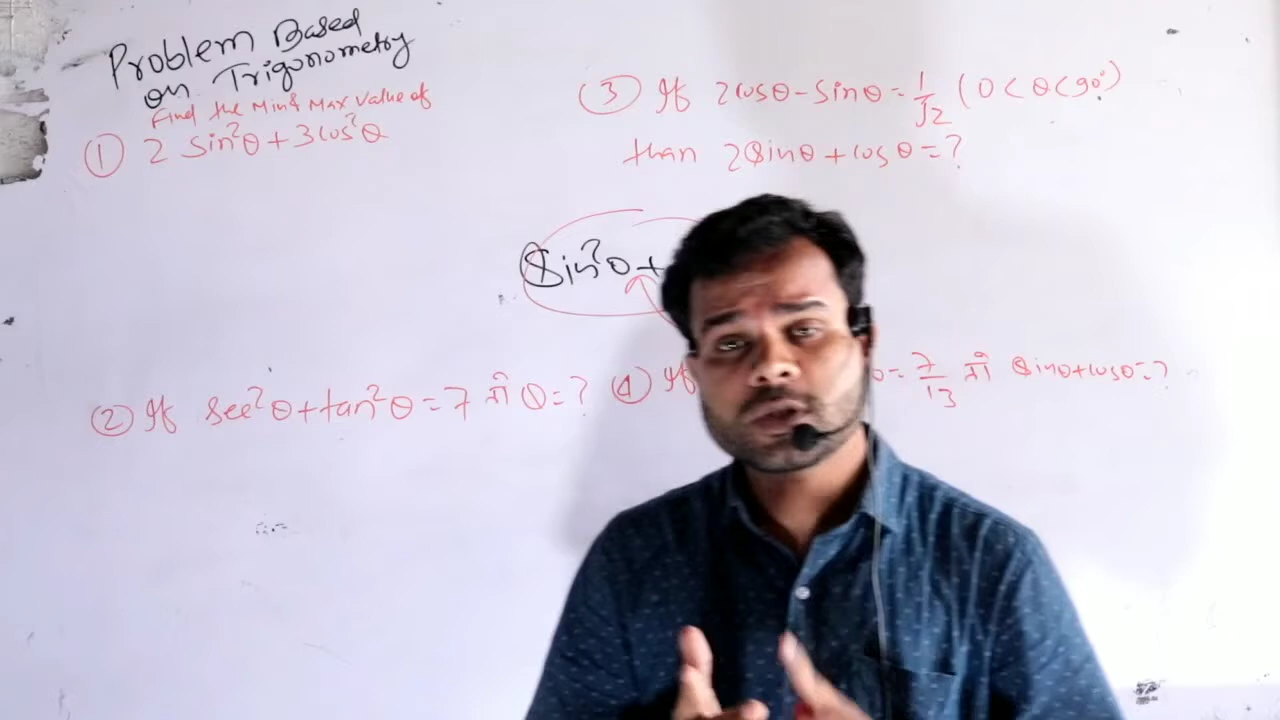 Problem Based
on Trigonometry
Find the Min & Max Value of
① 2 sin²θ + 3cos²θ
② If sec²θ + tan²θ = 7 तो θ = ?
③ If 2cosθ - sinθ = 1/√2 (0 < θ < 90°)
than 2sinθ + cosθ = ?
sin²θ +
④ If θ = 7/13 तो sinθ + cosθ = ?